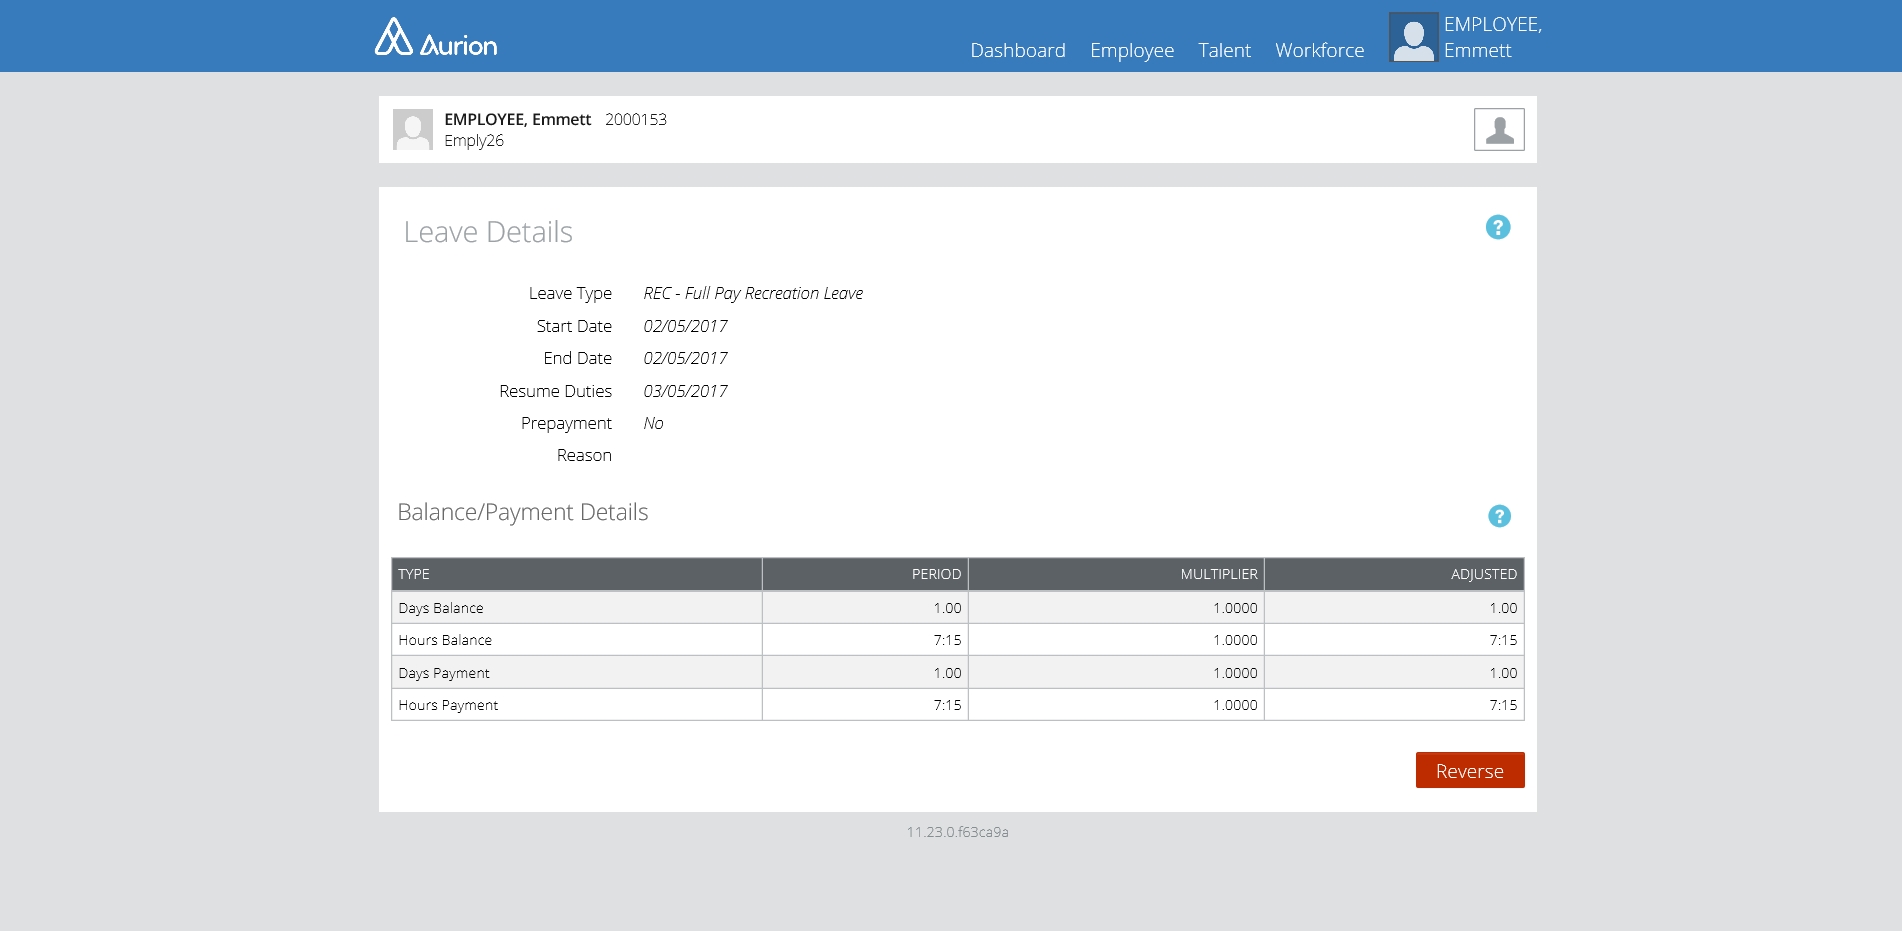 Aurion
Dashboard Employee Talent Workforce EMPLOYEE, Emmett
EMPLOYEE, Emmett 2000153
Emply26
Leave Details ?
Leave Type REC - Full Pay Recreation Leave
Start Date 02/05/2017
End Date 02/05/2017
Resume Duties 03/05/2017
Prepayment No
Reason
Balance/Payment Details ?
TYPE PERIOD MULTIPLIER ADJUSTED
Days Balance 1.00 1.0000 1.00
Hours Balance 7:15 1.0000 7:15
Days Payment 1.00 1.0000 1.00
Hours Payment 7:15 1.0000 7:15
Reverse
11.23.0.f63ca9a